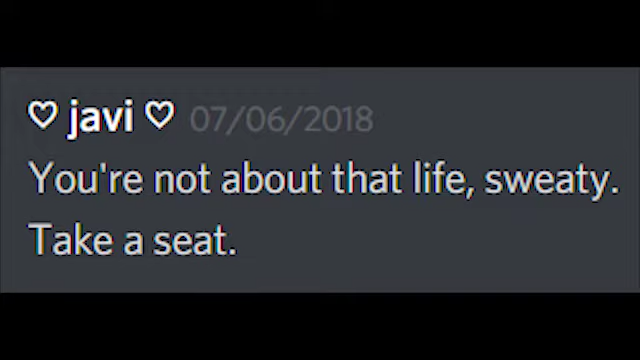 ♡ javi ♡ 07/06/2018
You're not about that life, sweaty.
Take a seat.